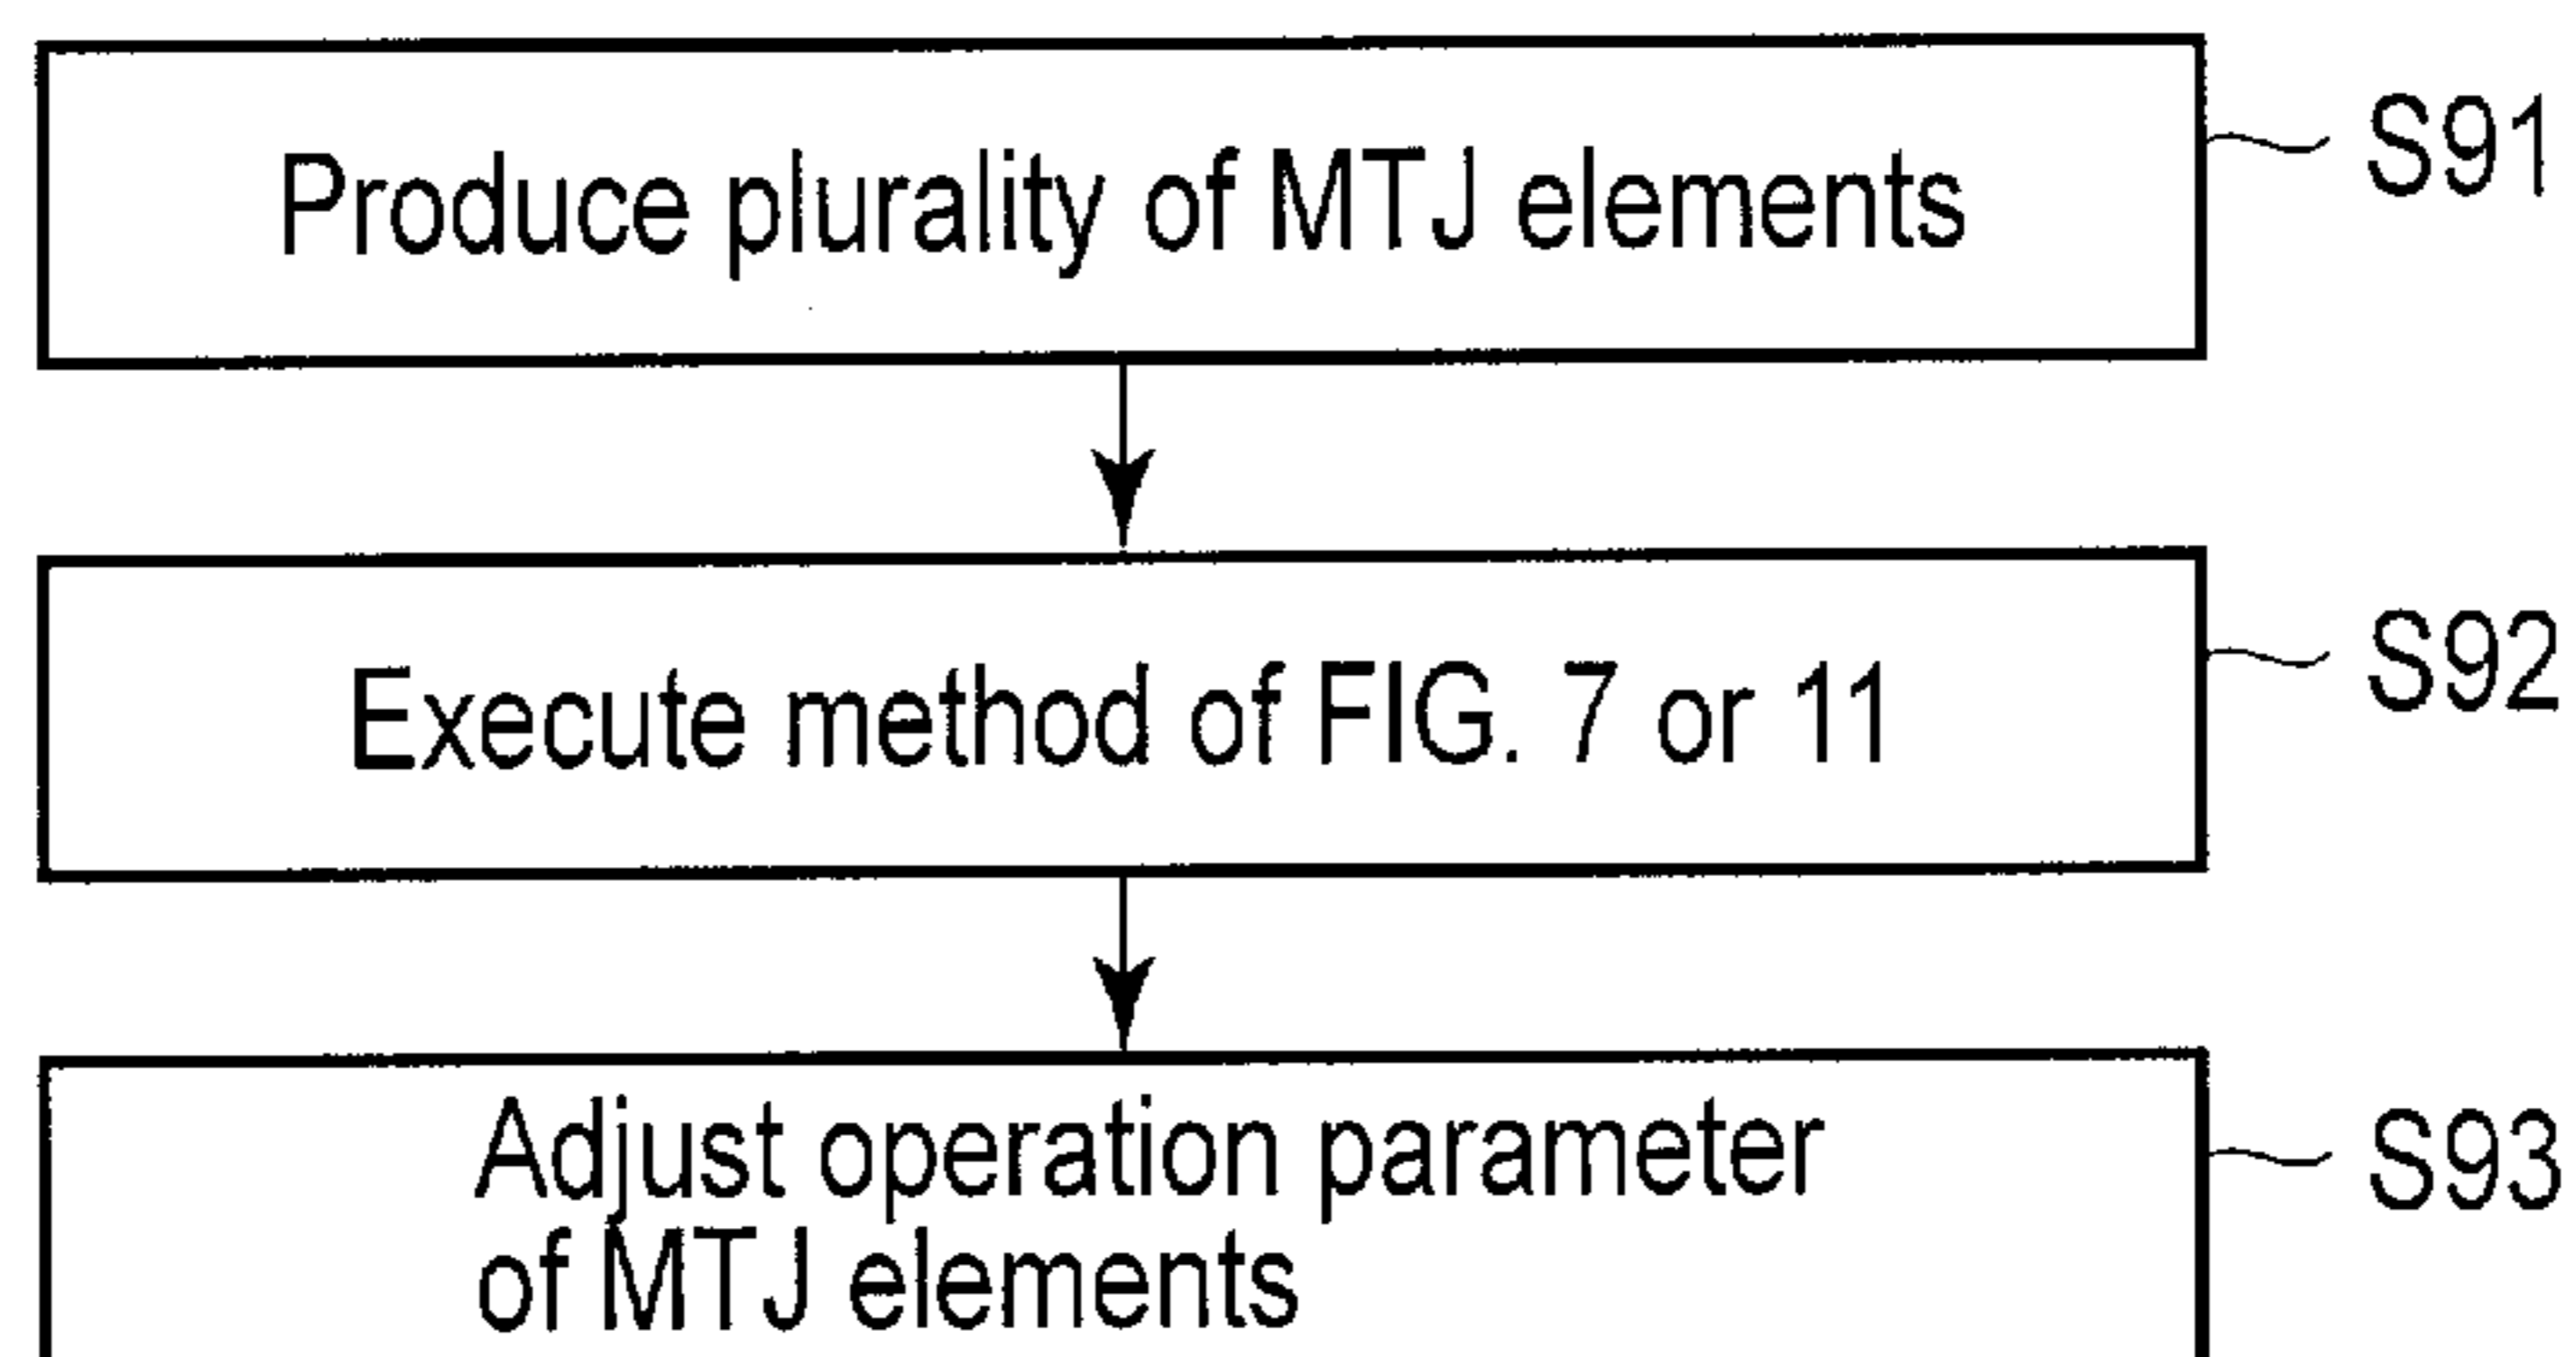 Produce plurality of MTJ elements
S91
Execute method of FIG. 7 or 11
S92
Adjust operation parameter
of MTJ elements
S93